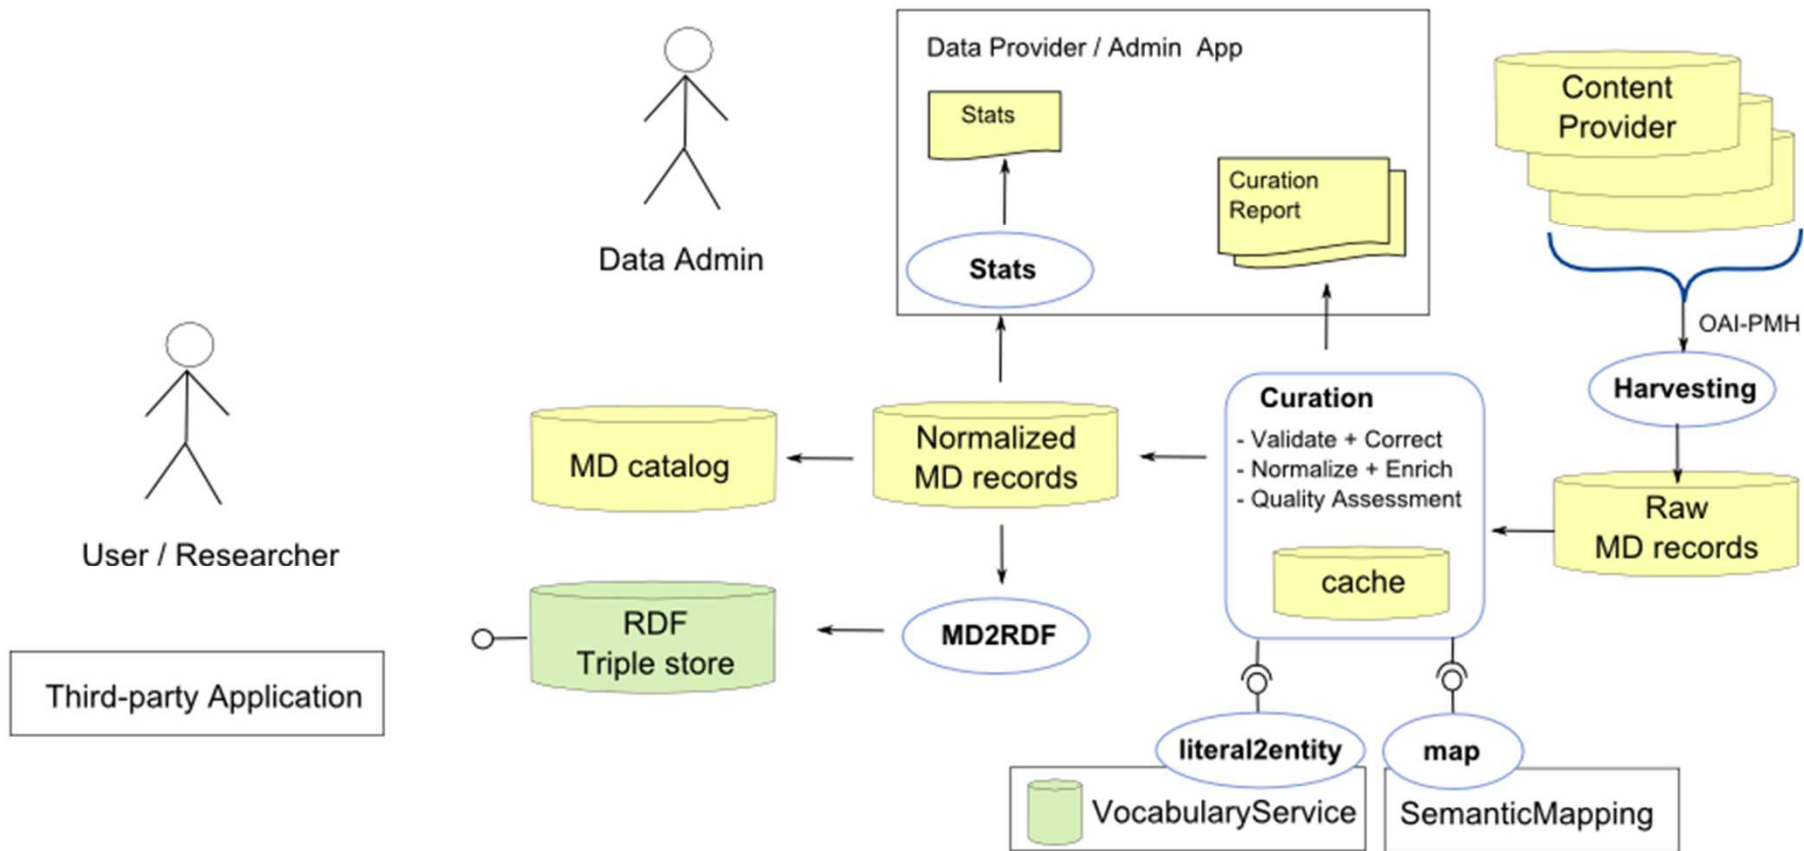 Data Provider / Admin App
Stats
Curation
Report
Content
Provider
Data Admin
Stats
OAI-PMH
Harvesting
Curation
- Validate + Correct
- Normalize + Enrich
- Quality Assessment
cache
MD catalog
Normalized
MD records
Raw
MD records
User / Researcher
RDF
Triple store
MD2RDF
Third-party Application
literal2entity
map
VocabularyService
SemanticMapping